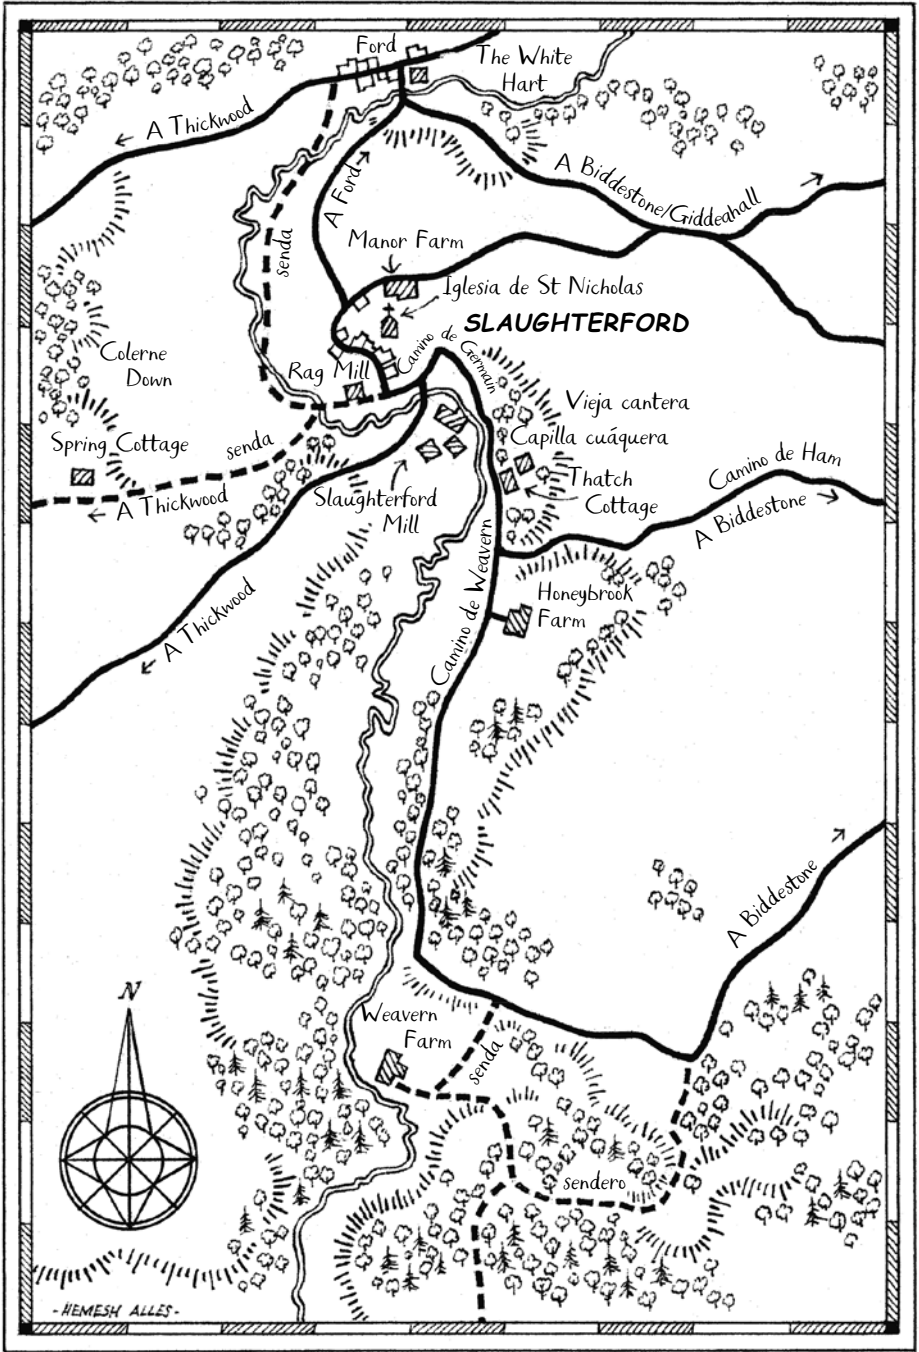 Ford
The White
Hart
← A Thickwood
A Ford →
A Biddestone/Giddeahall →
senda
Manor Farm
Iglesia de St Nicholas
SLAUGHTERFORD
Camino de Germain
Colerne
Down
Rag Mill
Vieja cantera
Spring Cottage
senda
Capilla cuáquera
Thatch
Cottage
Camino de Ham
A Biddestone →
← A Thickwood
Slaughterford
Mill
← A Thickwood
Camino de Weavern
Honeybrook
Farm
A Biddestone →
N
Weavern
Farm
senda
sendero
- HEMESH ALLES -